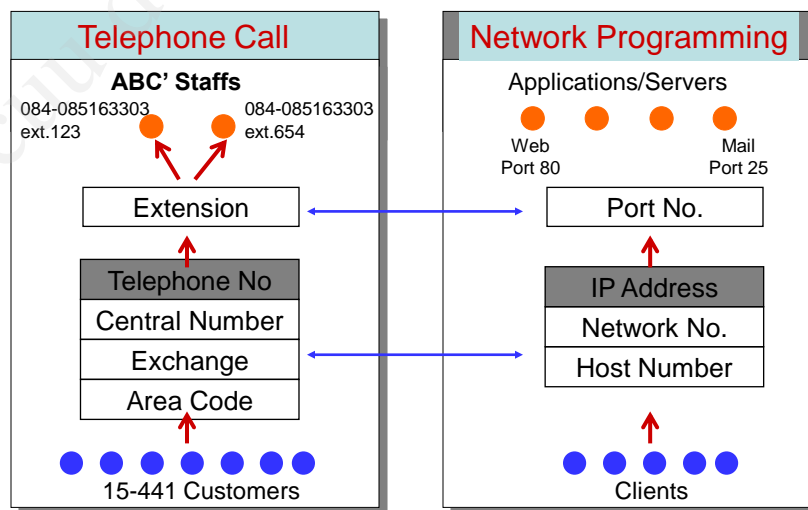 Telephone Call
ABC' Staffs
084-085163303
ext.123
084-085163303
ext.654
Extension
Telephone No
Central Number
Exchange
Area Code
15-441 Customers
Network Programming
Applications/Servers
Web
Port 80
Mail
Port 25
Port No.
IP Address
Network No.
Host Number
Clients